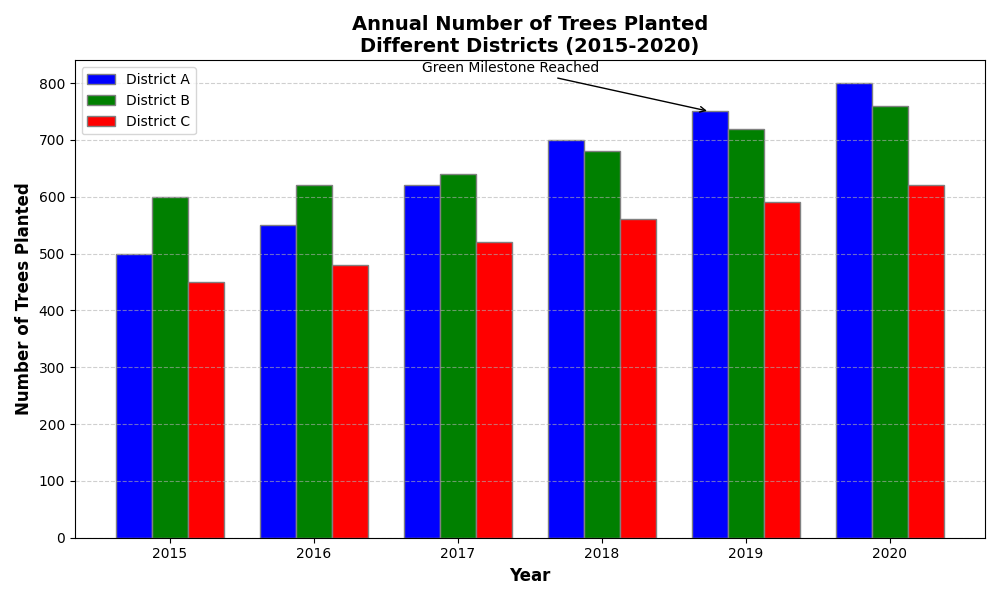 Annual Number of Trees Planted
Different Districts (2015-2020)
Green Milestone Reached
District A
District B
District C
Number of Trees Planted
800
700
600
500
400
300
200
100
0
2015
2016
2017
2018
2019
2020
Year